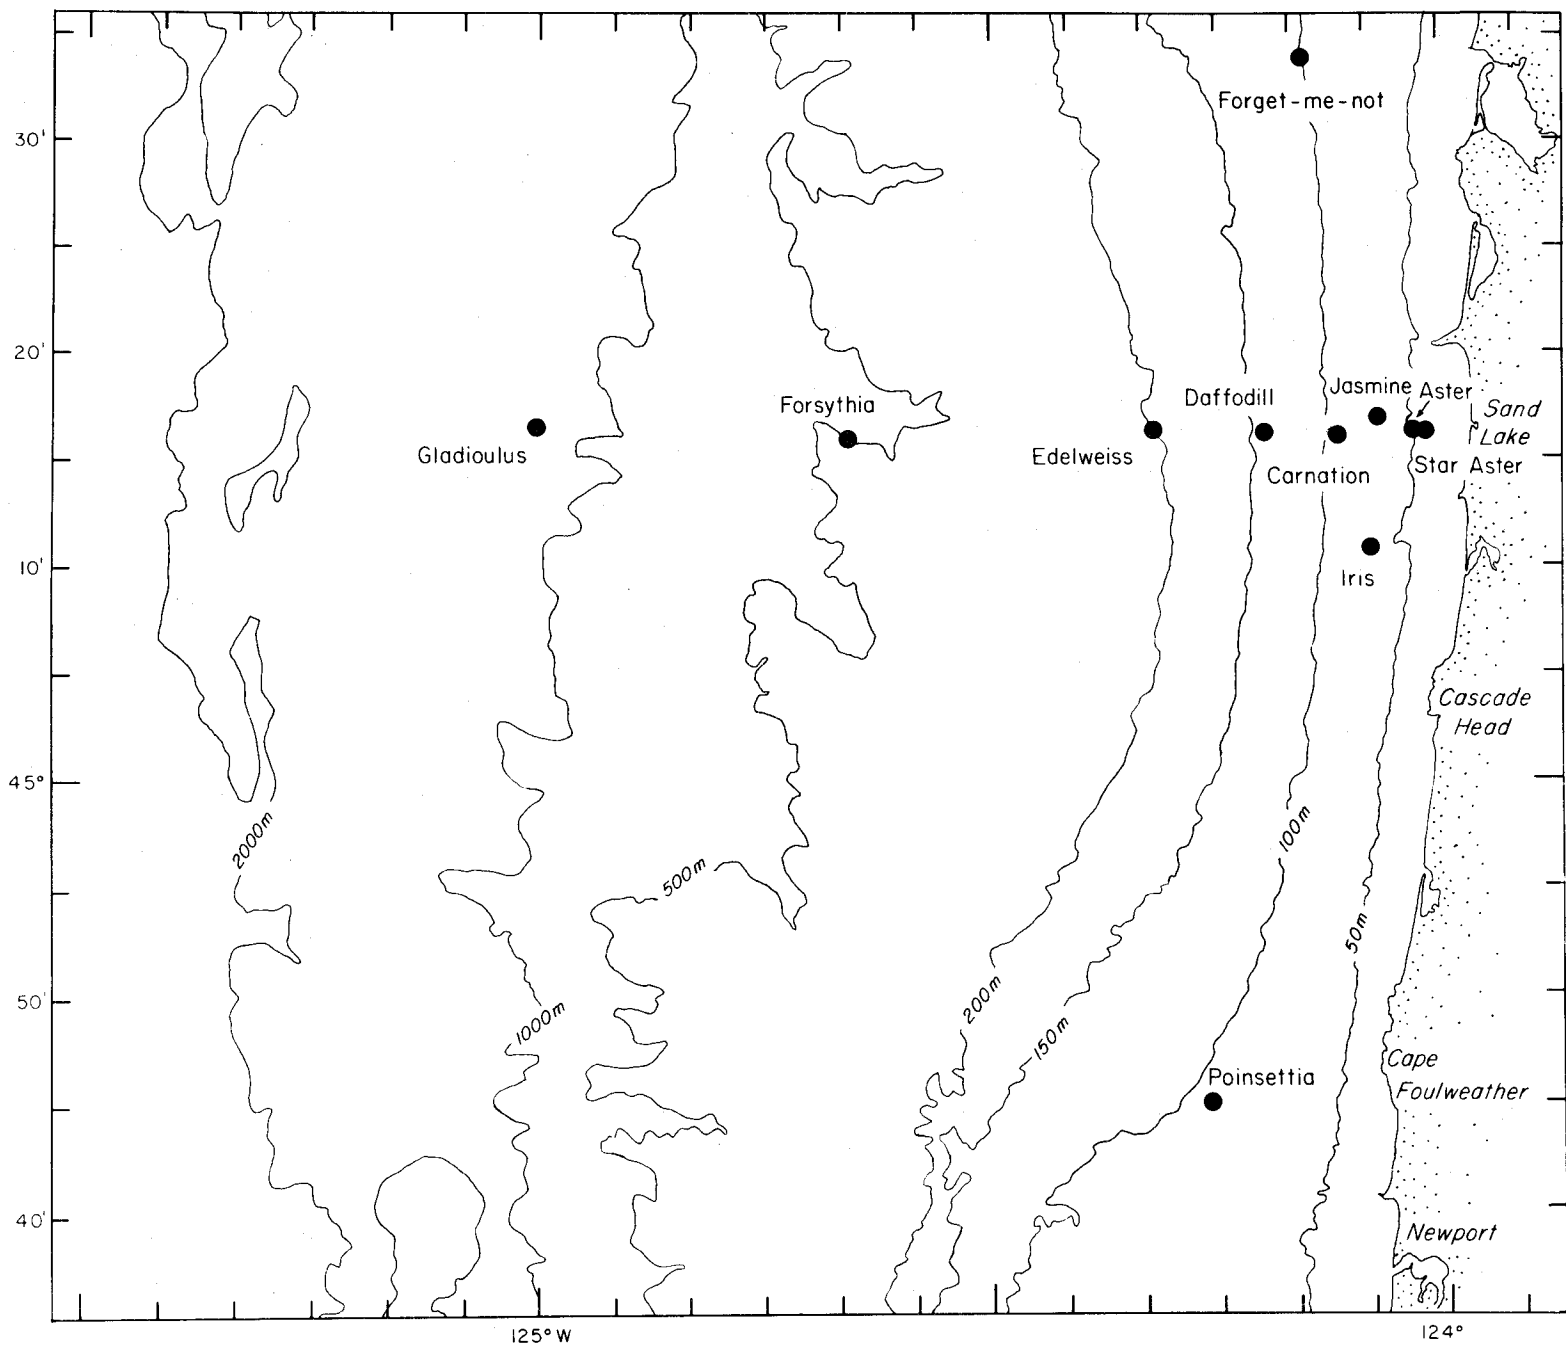 Forget-me-not
30'
20'
Jasmine Aster
Daffodill
Forsythia
Sand
Lake
Gladioulus
Edelweiss
Star Aster
Carnation
10'
Iris
Cascade
Head
45°
2000m
100m
500m
50m
200m
50'
1000m
150m
Cape
Foulweather
Poinsettia
40'
Newport
125° W
124°